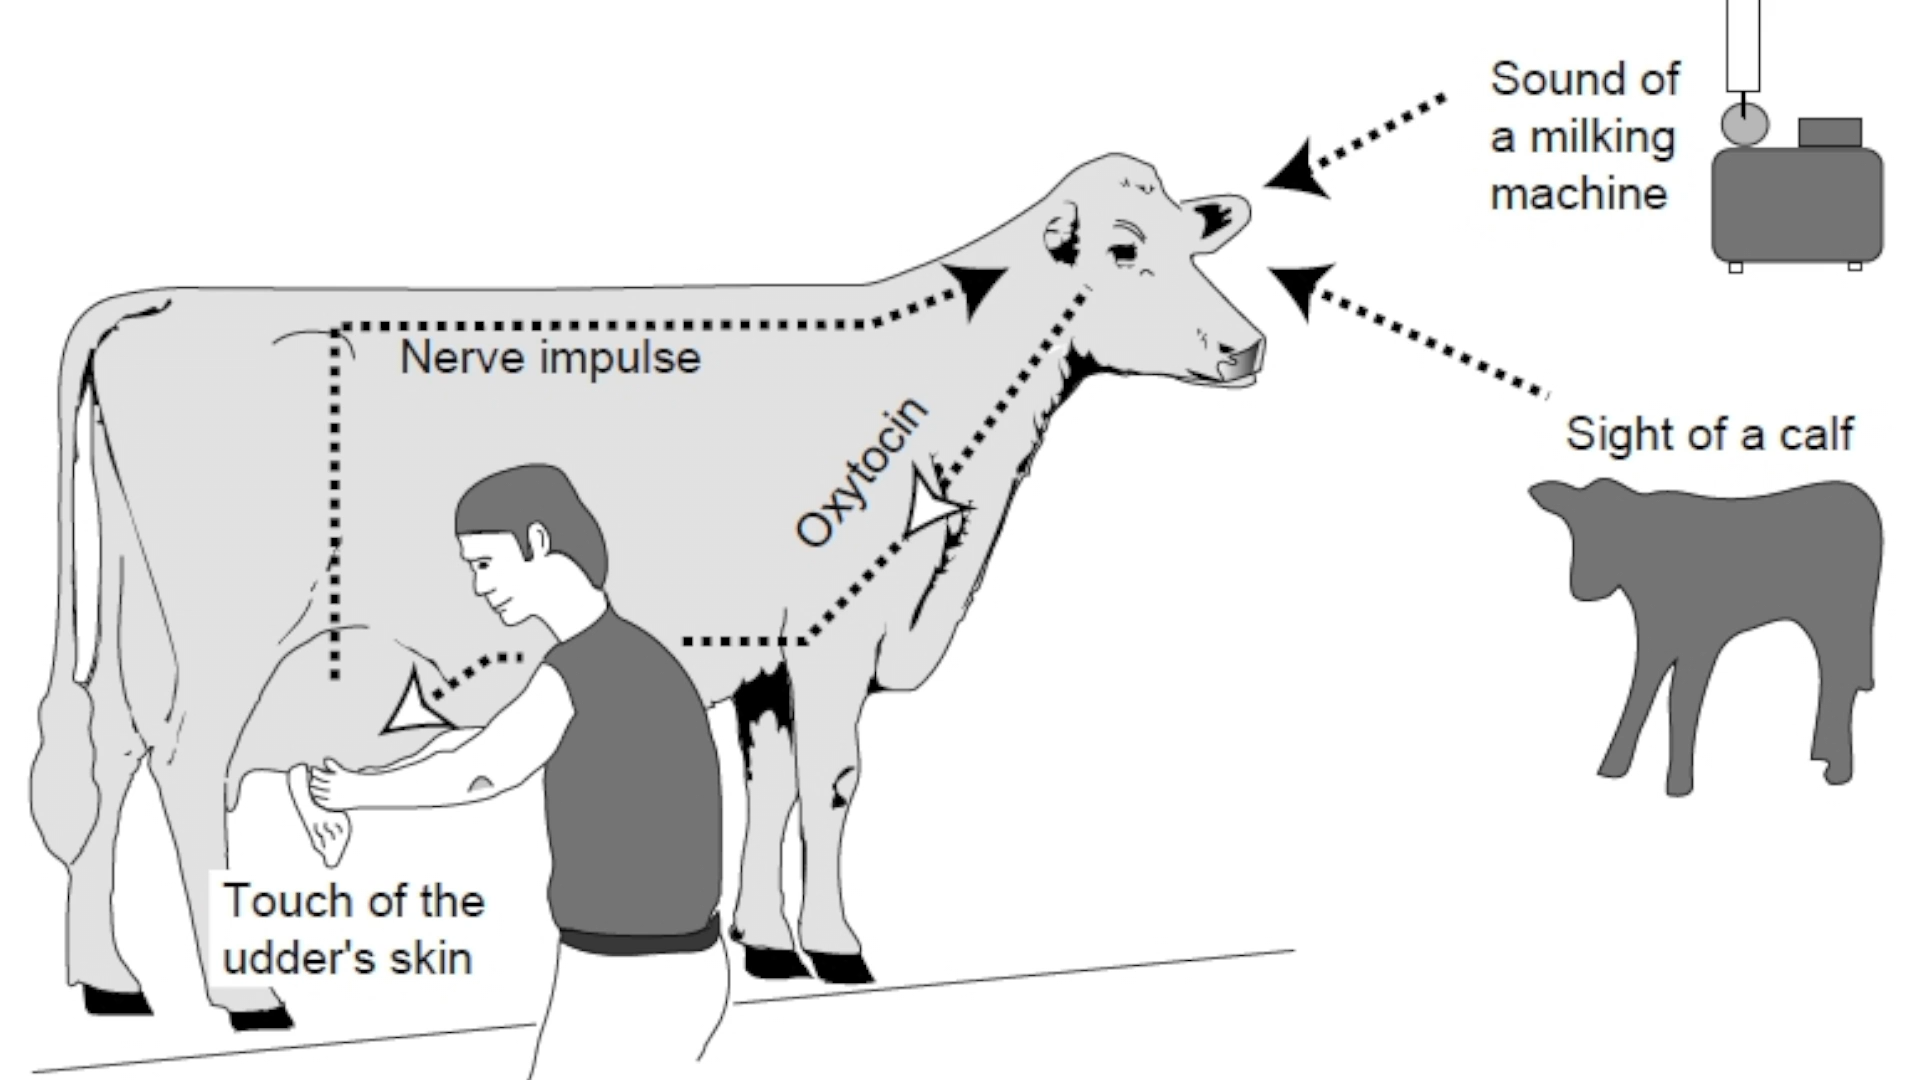 Sound of
a milking
machine
Nerve impulse
Oxytocin
Sight of a calf
Touch of the
udder's skin